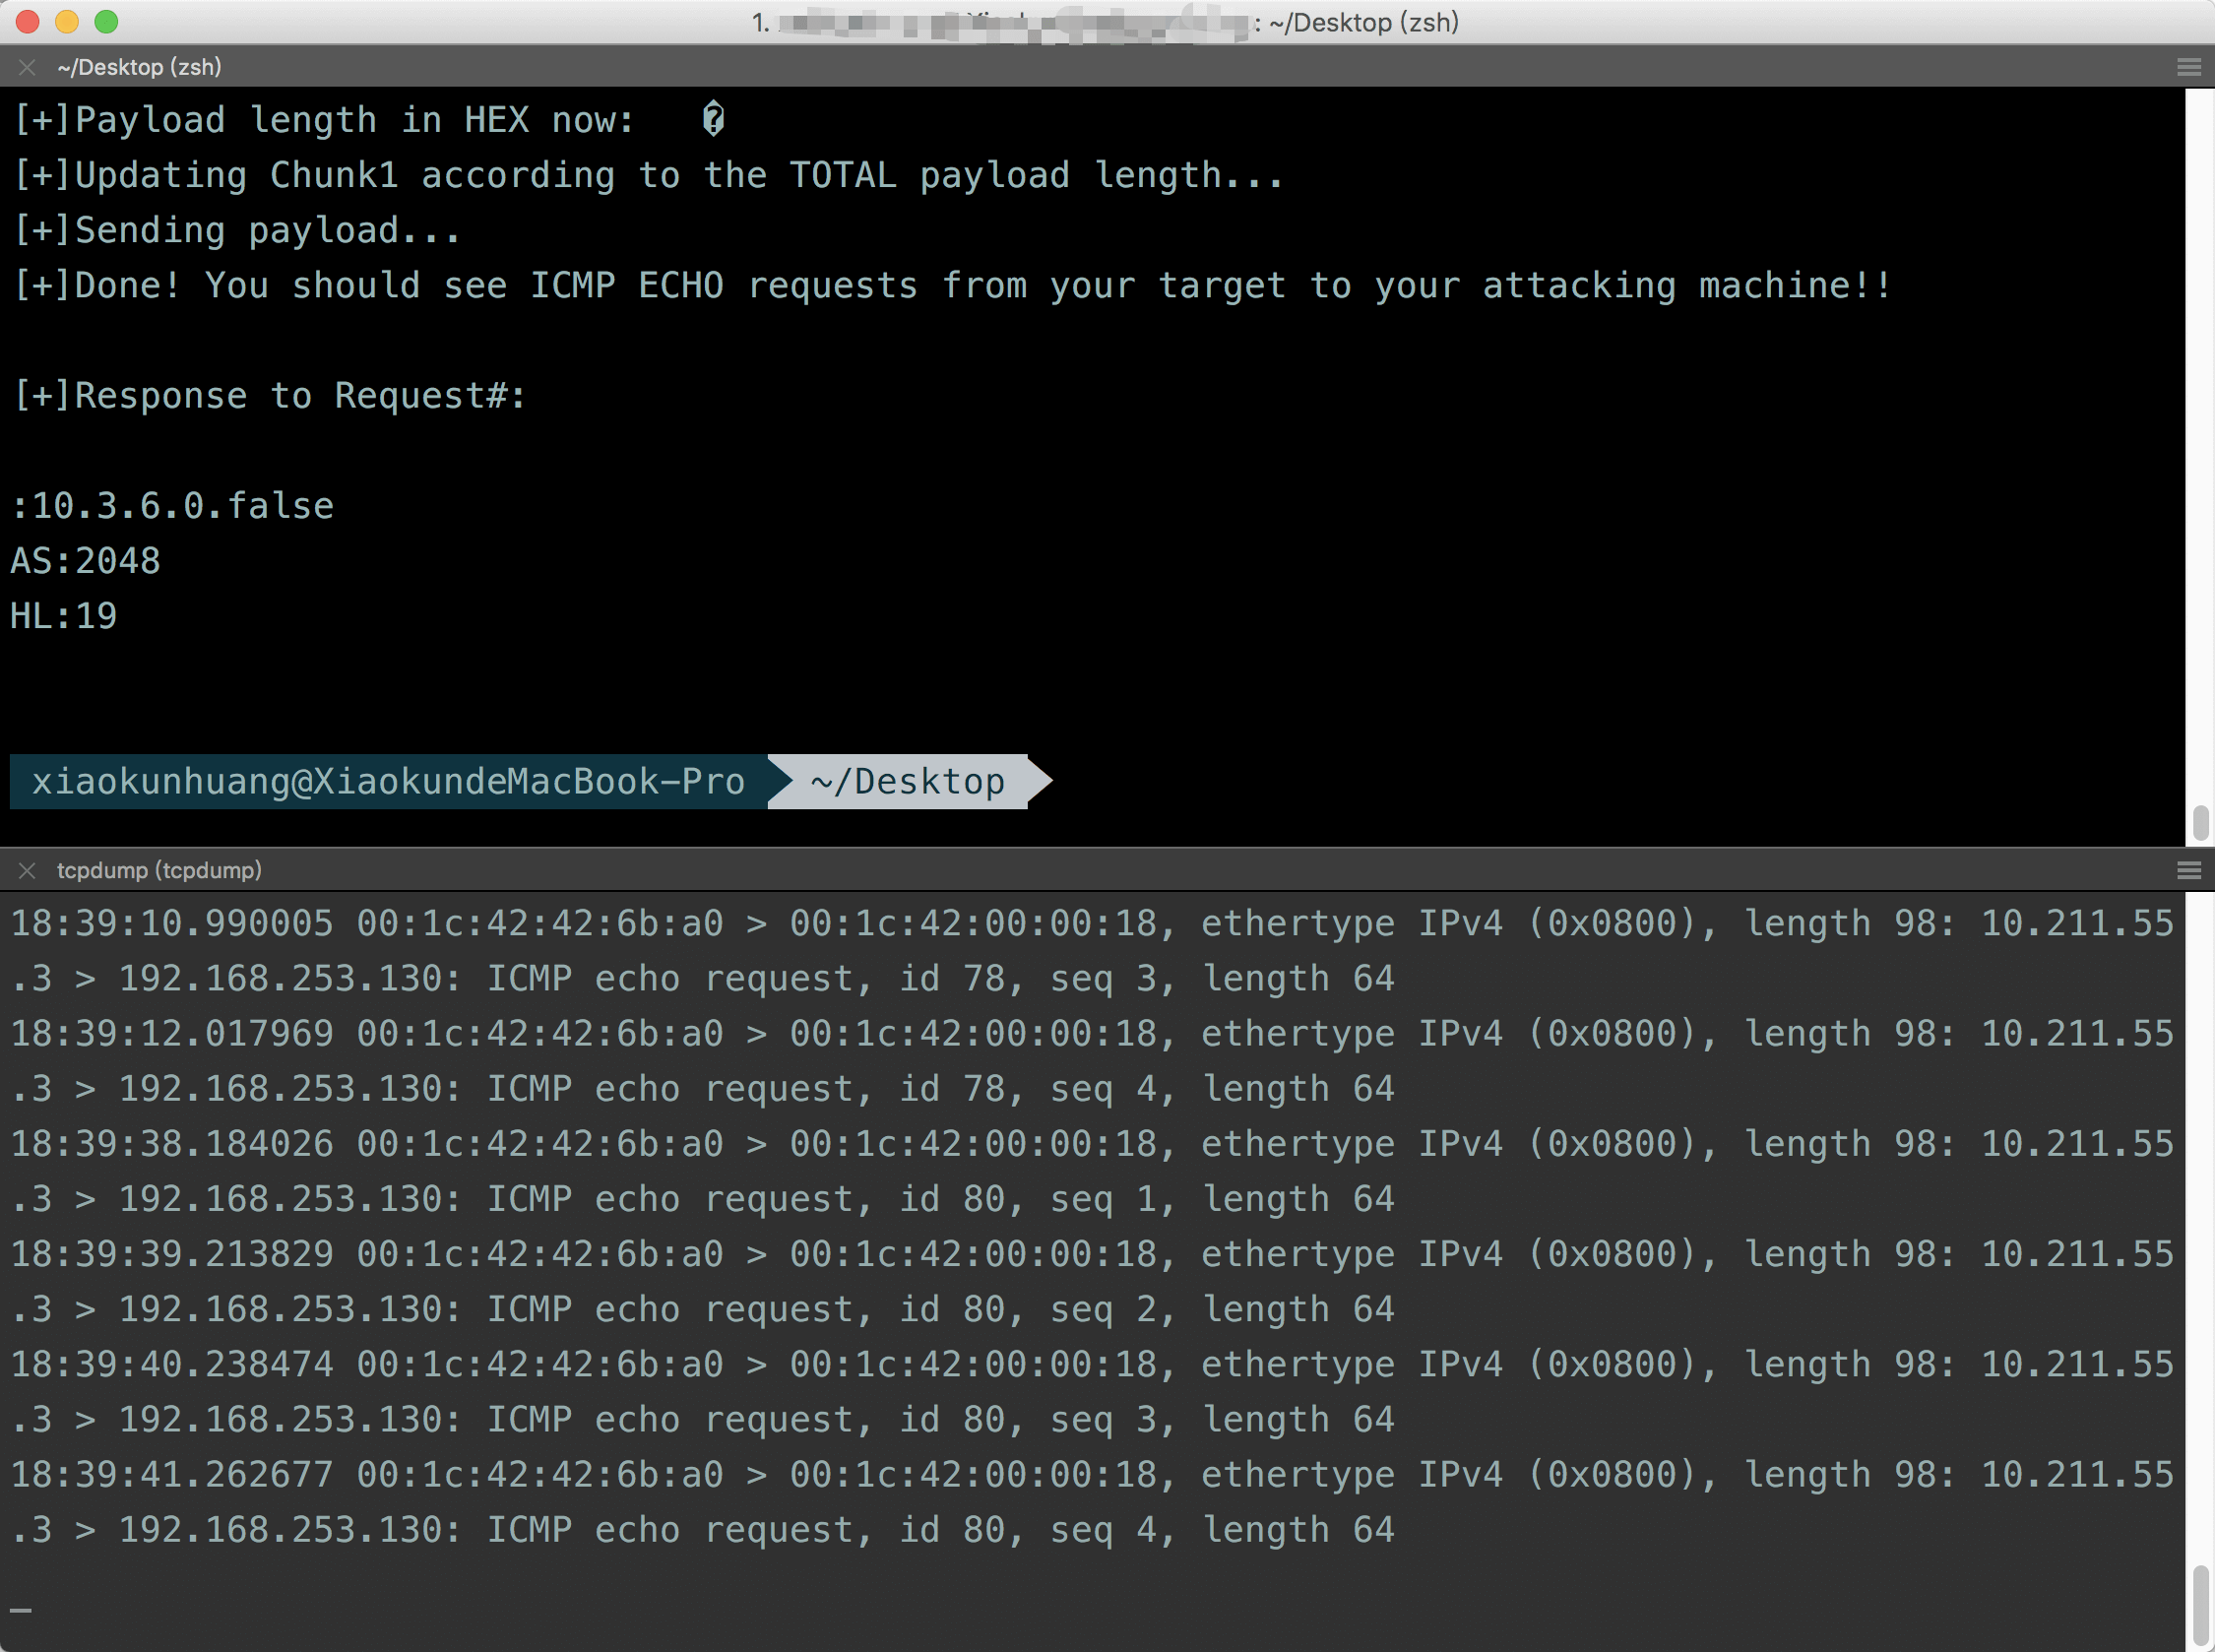 1. : ~/Desktop (zsh)
~/Desktop (zsh)
[+]Payload length in HEX now: �
[+]Updating Chunk1 according to the TOTAL payload length...
[+]Sending payload...
[+]Done! You should see ICMP ECHO requests from your target to your attacking machine!!
[+]Response to Request#:
:10.3.6.0.false
AS:2048
HL:19
xiaokunhuang@XiaokundeMacBook-Pro ~/Desktop
tcpdump (tcpdump)
18:39:10.990005 00:1c:42:42:6b:a0 > 00:1c:42:00:00:18, ethertype IPv4 (0x0800), length 98: 10.211.55
.3 > 192.168.253.130: ICMP echo request, id 78, seq 3, length 64
18:39:12.017969 00:1c:42:42:6b:a0 > 00:1c:42:00:00:18, ethertype IPv4 (0x0800), length 98: 10.211.55
.3 > 192.168.253.130: ICMP echo request, id 78, seq 4, length 64
18:39:38.184026 00:1c:42:42:6b:a0 > 00:1c:42:00:00:18, ethertype IPv4 (0x0800), length 98: 10.211.55
.3 > 192.168.253.130: ICMP echo request, id 80, seq 1, length 64
18:39:39.213829 00:1c:42:42:6b:a0 > 00:1c:42:00:00:18, ethertype IPv4 (0x0800), length 98: 10.211.55
.3 > 192.168.253.130: ICMP echo request, id 80, seq 2, length 64
18:39:40.238474 00:1c:42:42:6b:a0 > 00:1c:42:00:00:18, ethertype IPv4 (0x0800), length 98: 10.211.55
.3 > 192.168.253.130: ICMP echo request, id 80, seq 3, length 64
18:39:41.262677 00:1c:42:42:6b:a0 > 00:1c:42:00:00:18, ethertype IPv4 (0x0800), length 98: 10.211.55
.3 > 192.168.253.130: ICMP echo request, id 80, seq 4, length 64